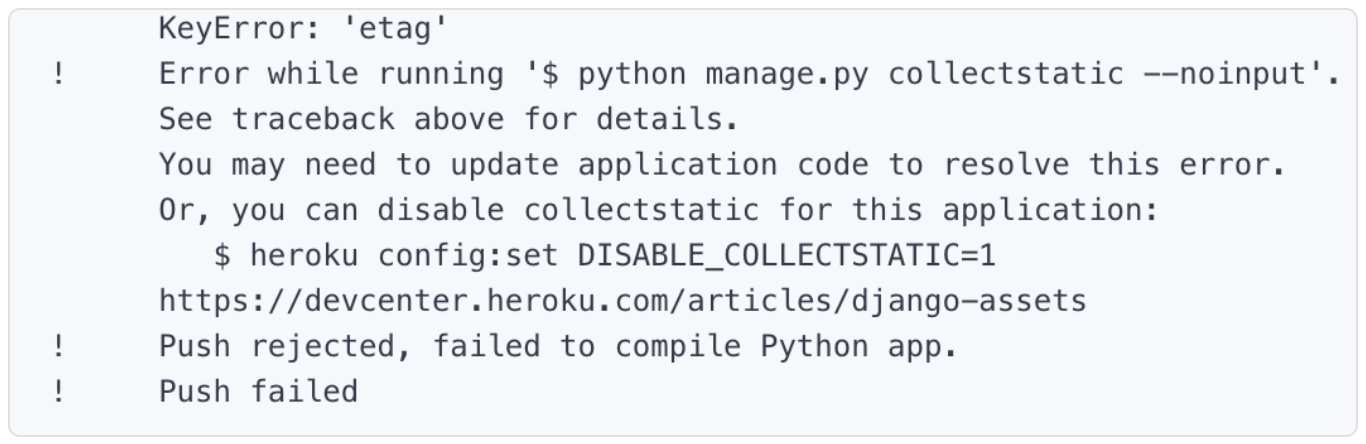 KeyError: 'etag'
! Error while running '$ python manage.py collectstatic --noinput'.
See traceback above for details.
You may need to update application code to resolve this error.
Or, you can disable collectstatic for this application:
$ heroku config:set DISABLE_COLLECTSTATIC=1
https://devcenter.heroku.com/articles/django-assets
! Push rejected, failed to compile Python app.
! Push failed